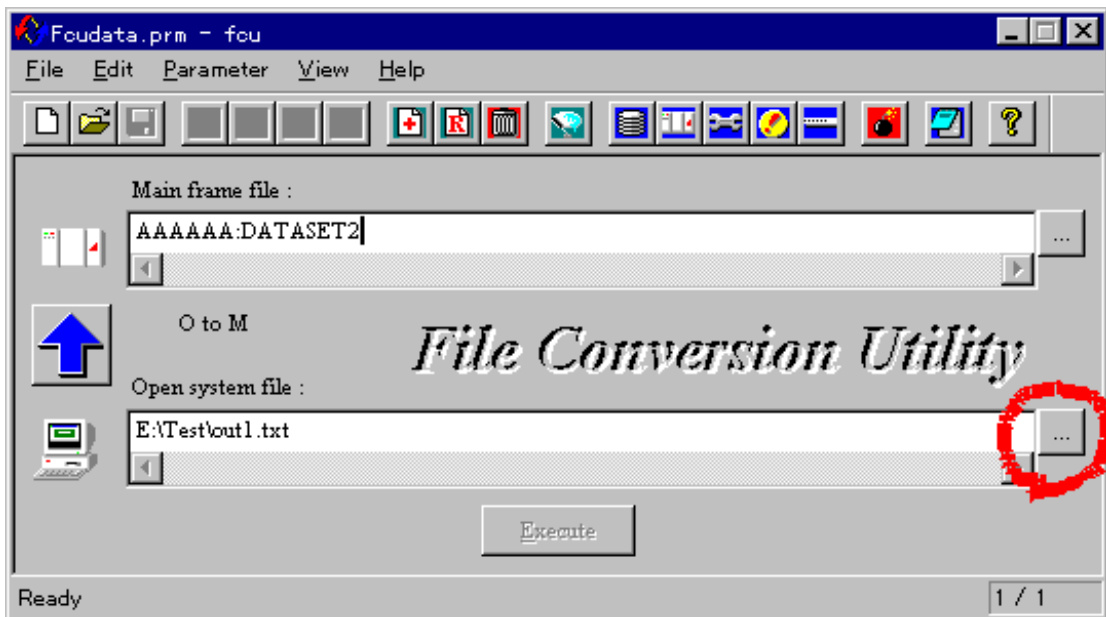 Fcudata.prm - fcu
File Edit Parameter View Help
Main frame file :
AAAAAA:DATASET2
...
O to M
File Conversion Utility
Open system file :
E:\Test\out1.txt
...
Execute
Ready
1 / 1